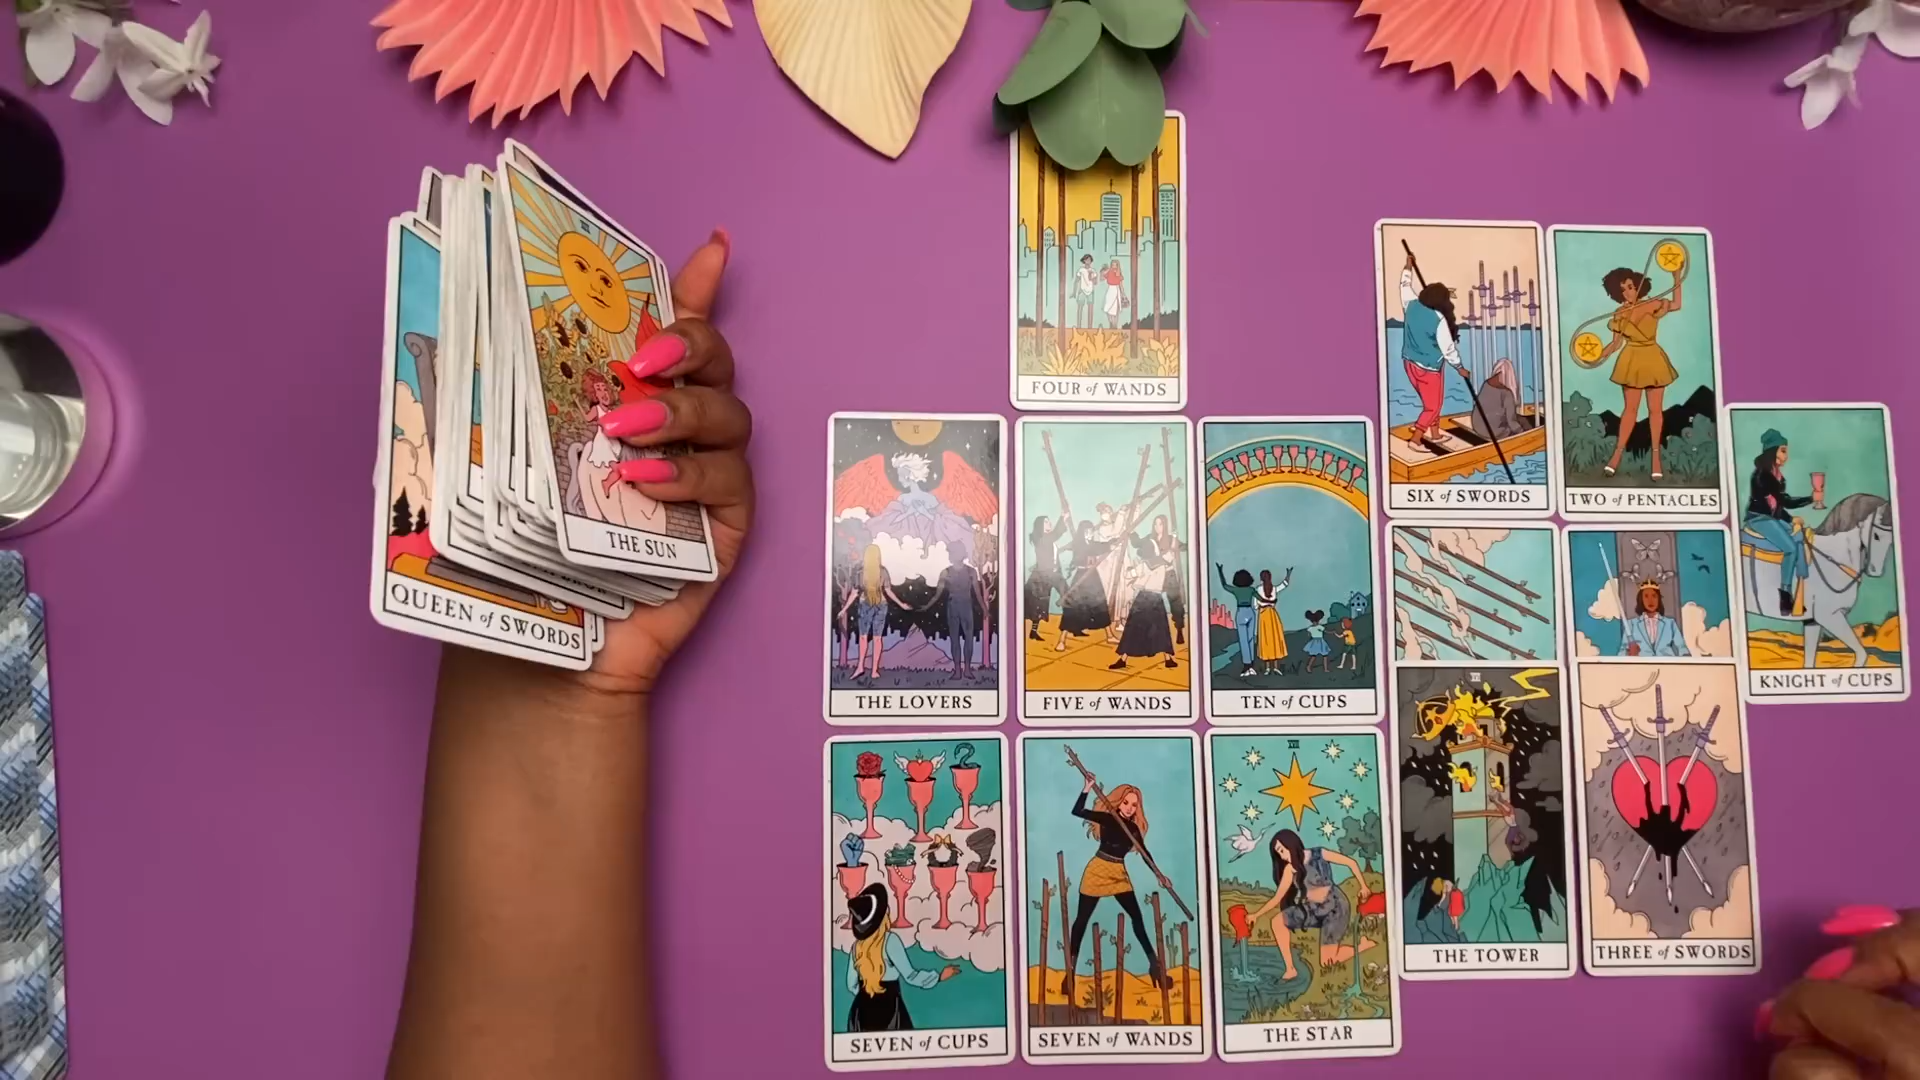 THE SUN
QUEEN of SWORDS
FOUR of WANDS
SIX of SWORDS
TWO of PENTACLES
THE LOVERS
FIVE of WANDS
TEN of CUPS
KNIGHT of CUPS
SEVEN of CUPS
SEVEN of WANDS
XVII
THE STAR
THE TOWER
THREE of SWORDS